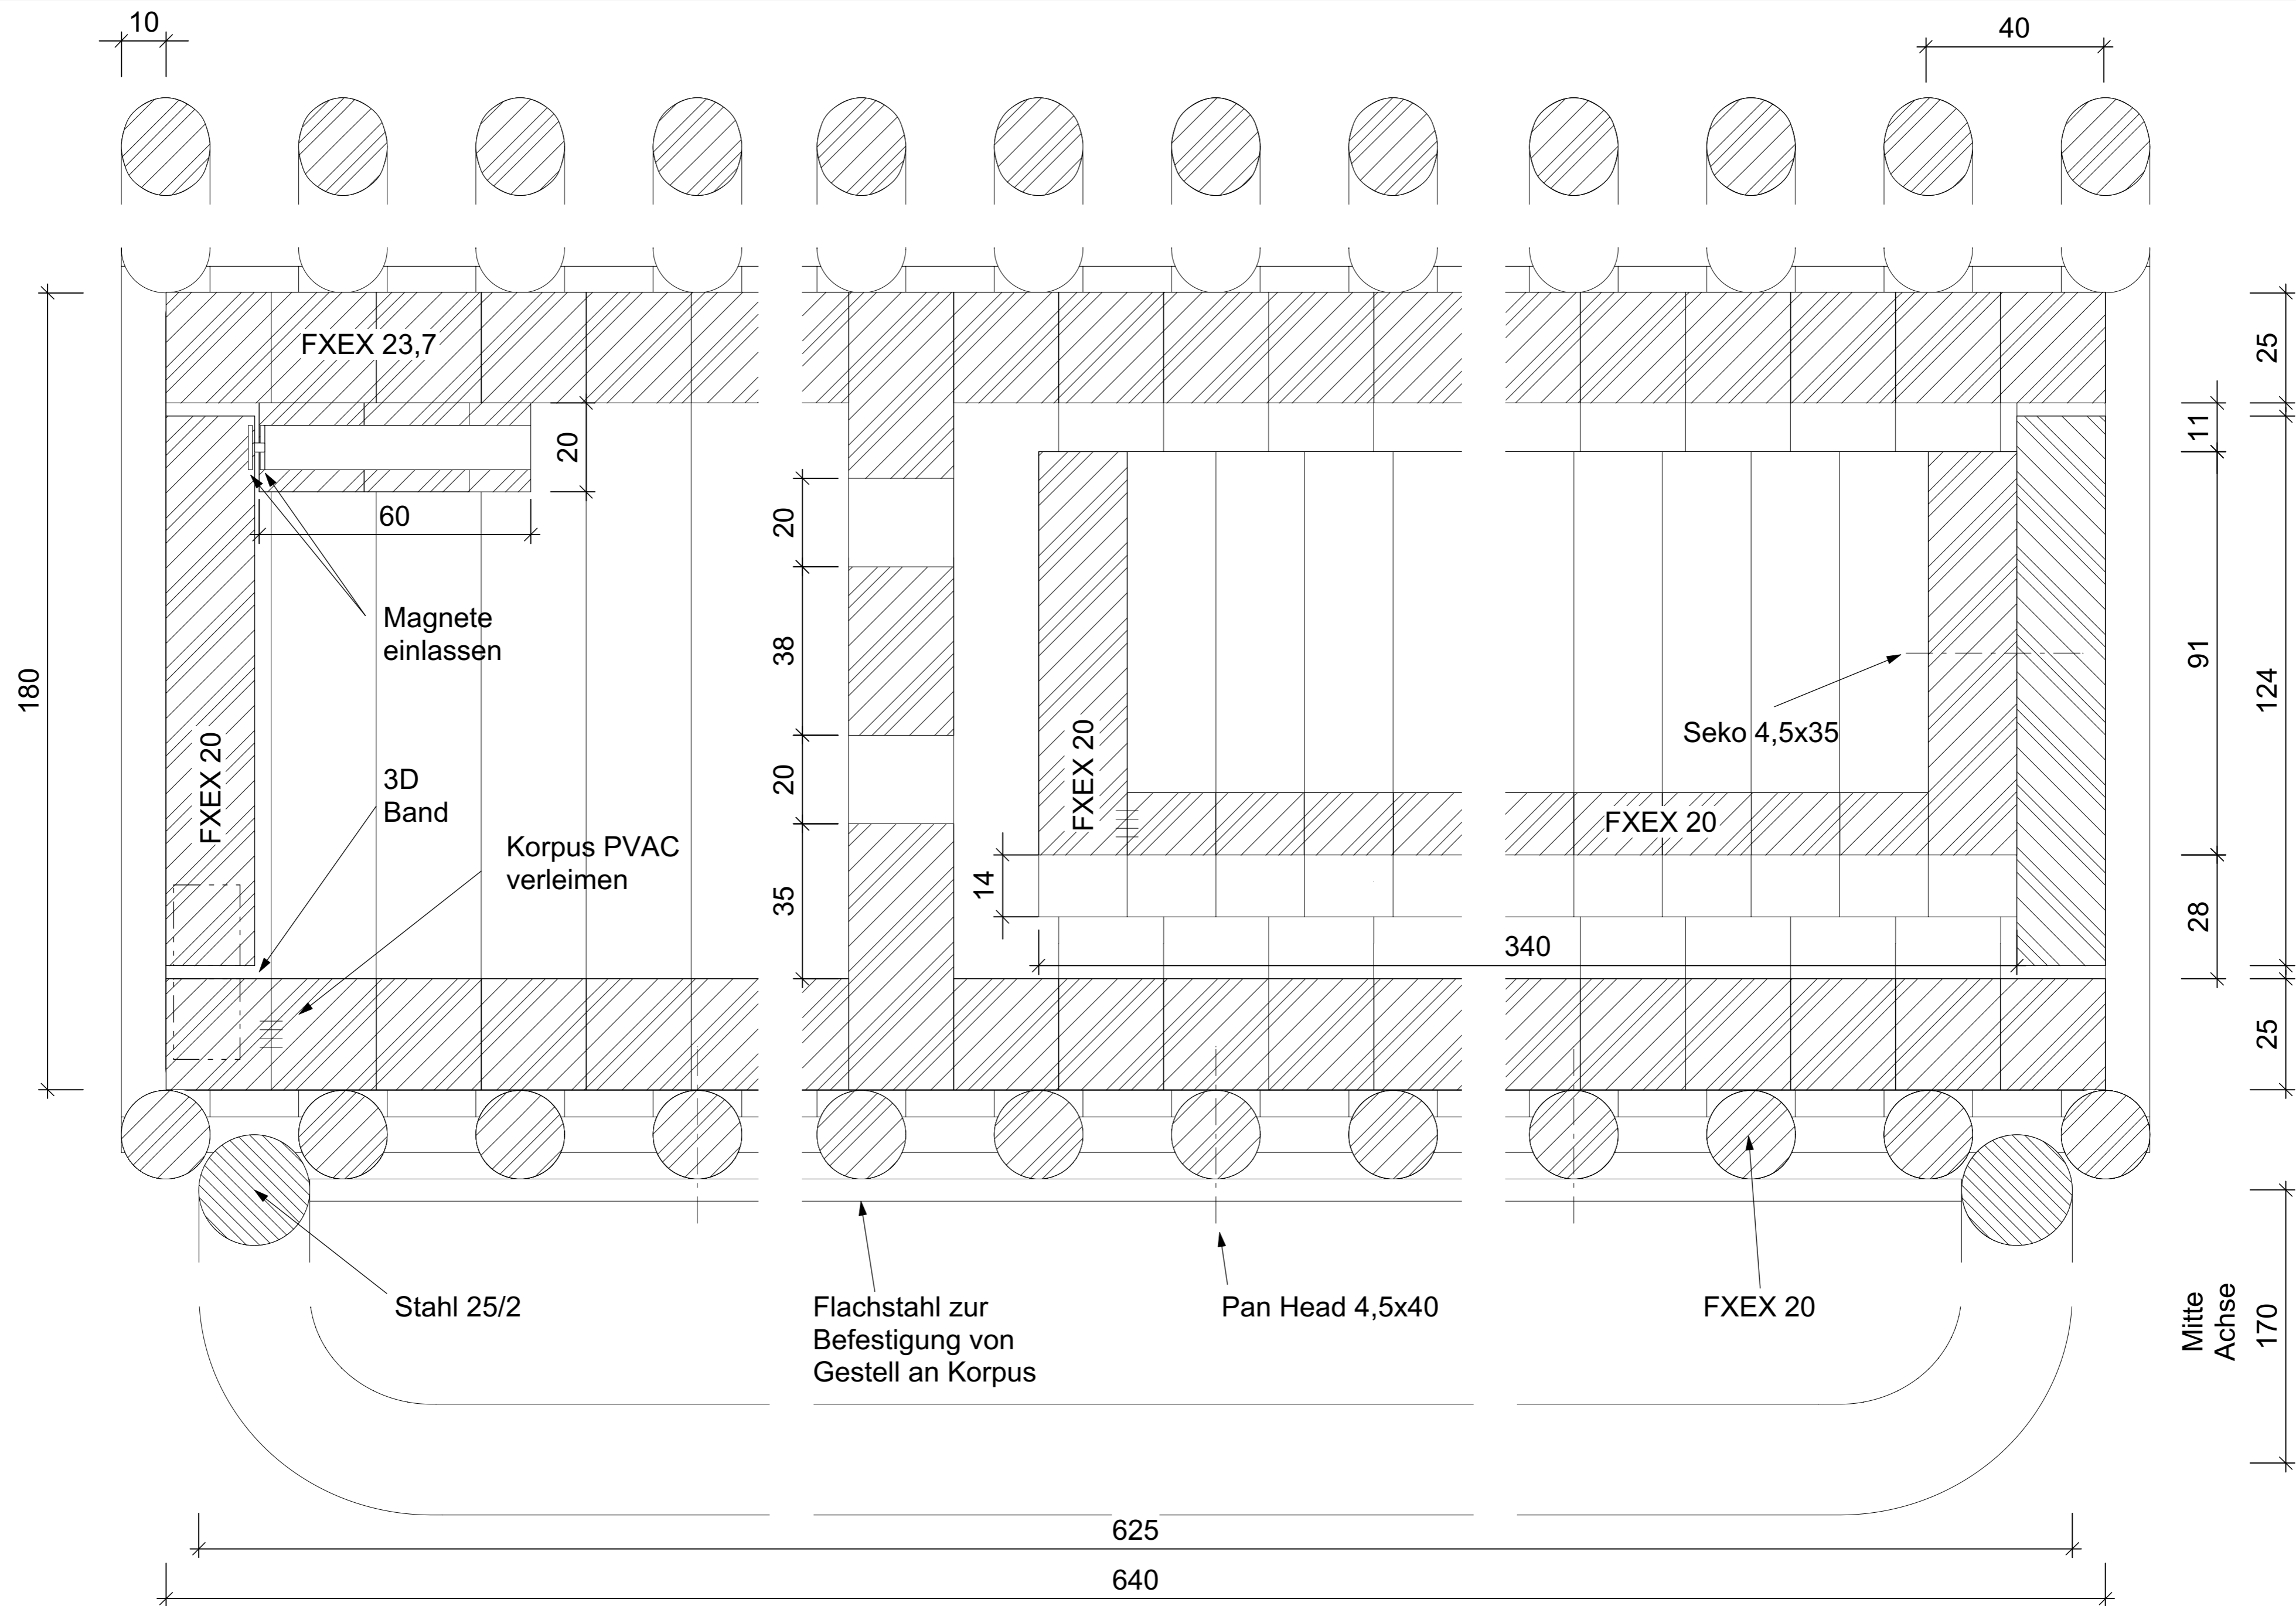 10
40
FXEX 23,7
25
11
20
60
20
Magnete
einlassen
38
91
180
124
Seko 4,5x35
FXEX 20
3D
Band
FXEX 20
20
FXEX 20
Korpus PVAC
verleimen
14
35
28
340
25
Stahl 25/2
Flachstahl zur
Befestigung von
Gestell an Korpus
Pan Head 4,5x40
FXEX 20
Mitte
Achse
170
625
640